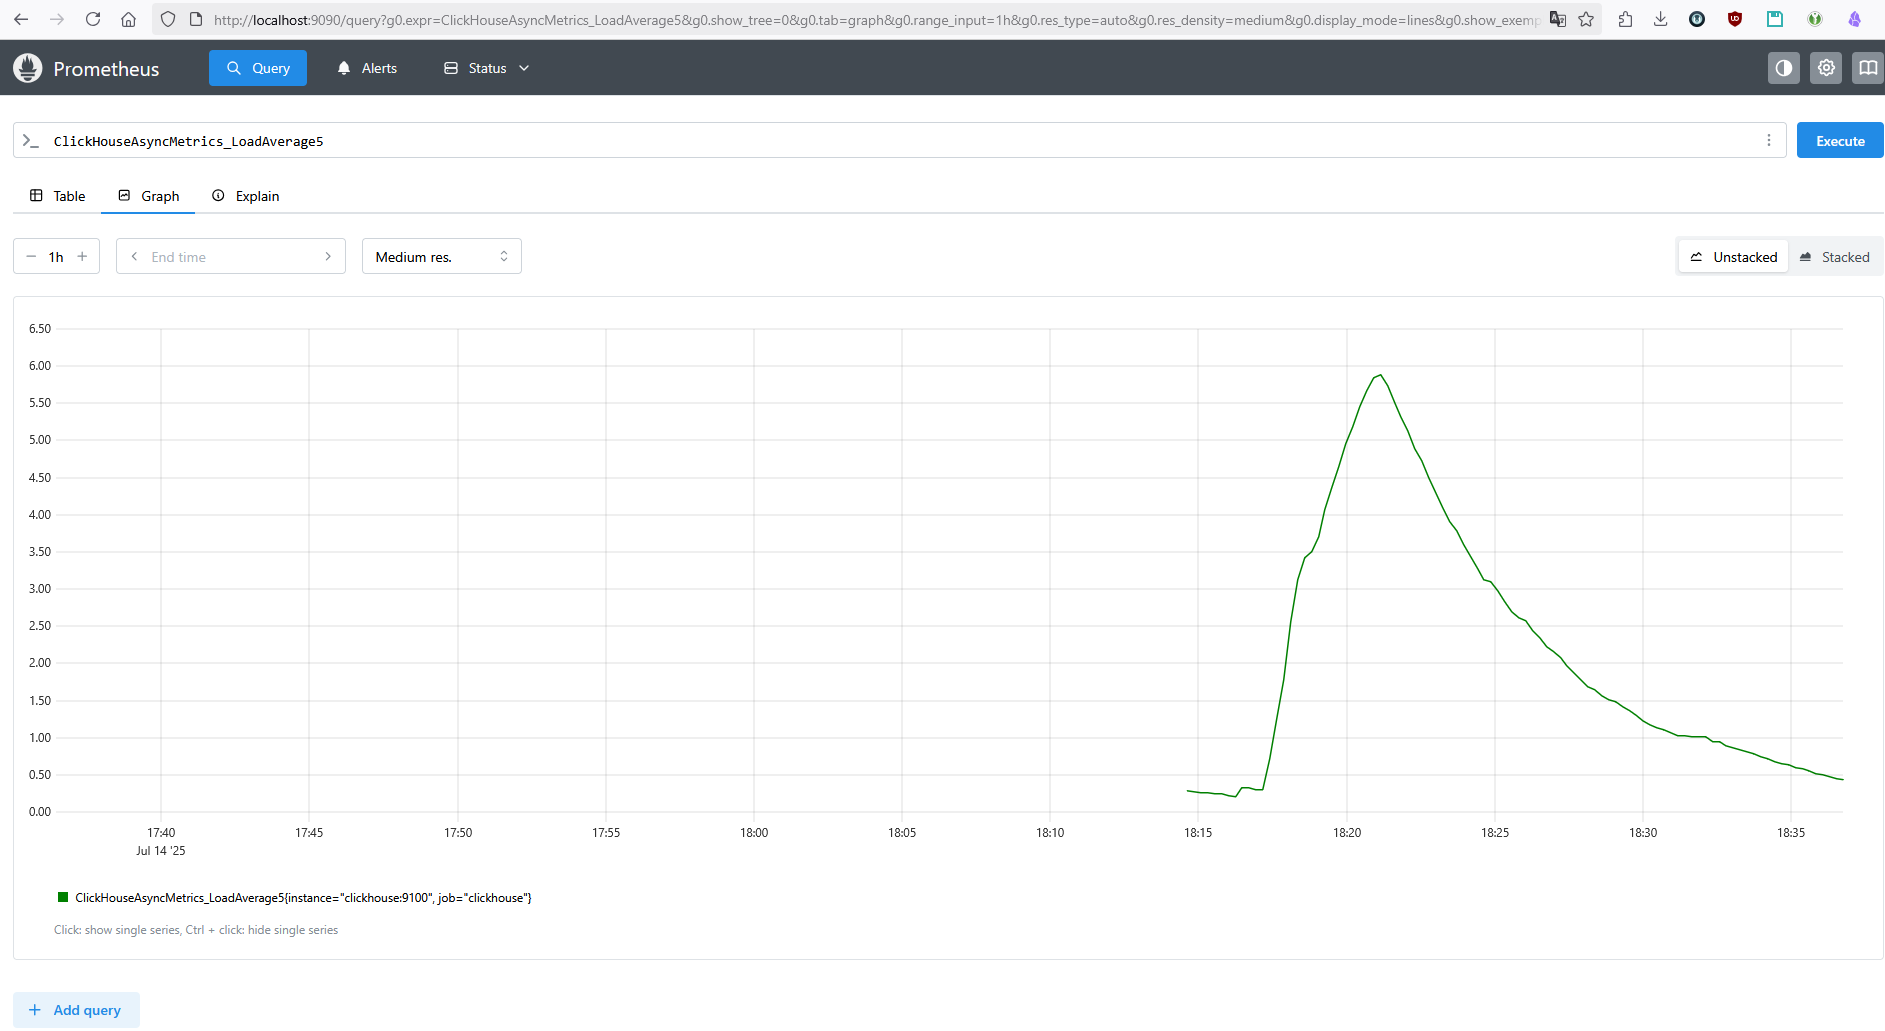 http://localhost:9090/query?g0.expr=ClickHouseAsyncMetrics_LoadAverage5&g0.show_tree=0&g0.tab=graph&g0.range_input=1h&g0.res_type=auto&g0.res_density=medium&g0.display_mode=lines&g0.show_exemp
Prometheus Query Alerts Status
ClickHouseAsyncMetrics_LoadAverage5 Execute
Table Graph Explain
1h End time Medium res. Unstacked Stacked
6.50
6.00
5.50
5.00
4.50
4.00
3.50
3.00
2.50
2.00
1.50
1.00
0.50
0.00
17:40 17:45 17:50 17:55 18:00 18:05 18:10 18:15 18:20 18:25 18:30 18:35
Jul 14 '25
ClickHouseAsyncMetrics_LoadAverage5{instance="clickhouse:9100", job="clickhouse"}
Click: show single series, Ctrl + click: hide single series
Add query